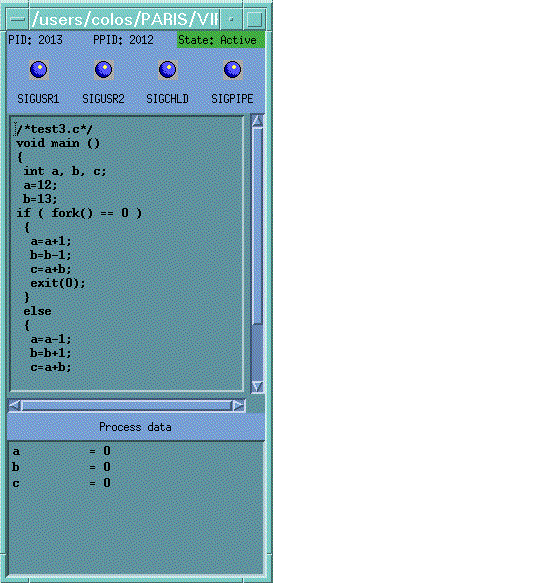 /users/colos/PARIS/VI
PID: 2013 PPID: 2012 State: Active
SIGUSR1 SIGUSR2 SIGCHLD SIGPIPE
/*test3.c*/
void main ()
{
int a, b, c;
a=12;
b=13;
if ( fork() == 0 )
{
a=a+1;
b=b-1;
c=a+b;
exit(0);
}
else
{
a=a-1;
b=b+1;
c=a+b;
Process data
a = 0
b = 0
c = 0